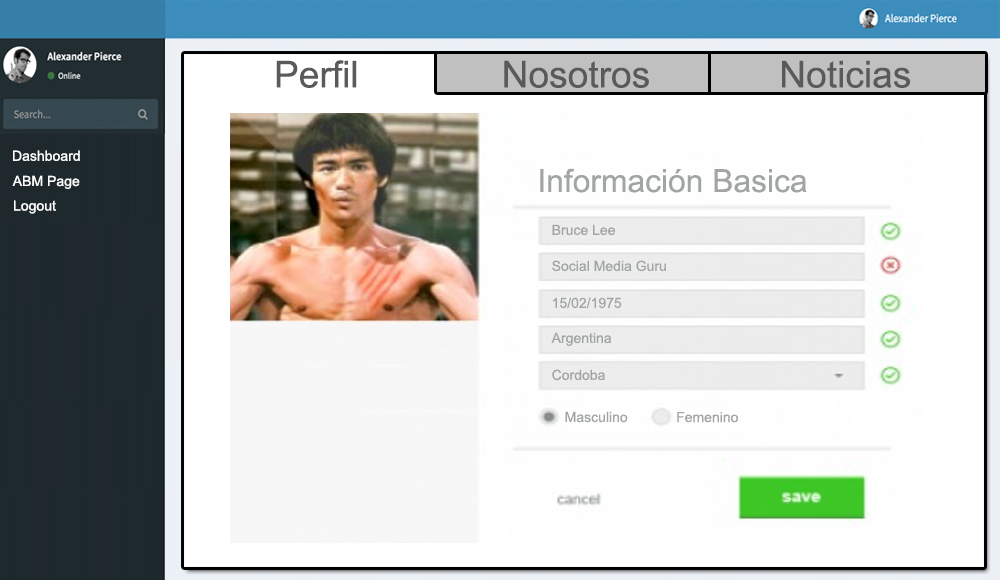 Alexander Pierce
Alexander Pierce
Online
Search...
Dashboard
ABM Page
Logout
Perfil
Nosotros
Noticias
Información Basica
Bruce Lee
Social Media Guru
15/02/1975
Argentina
Cordoba
Masculino
Femenino
cancel
save